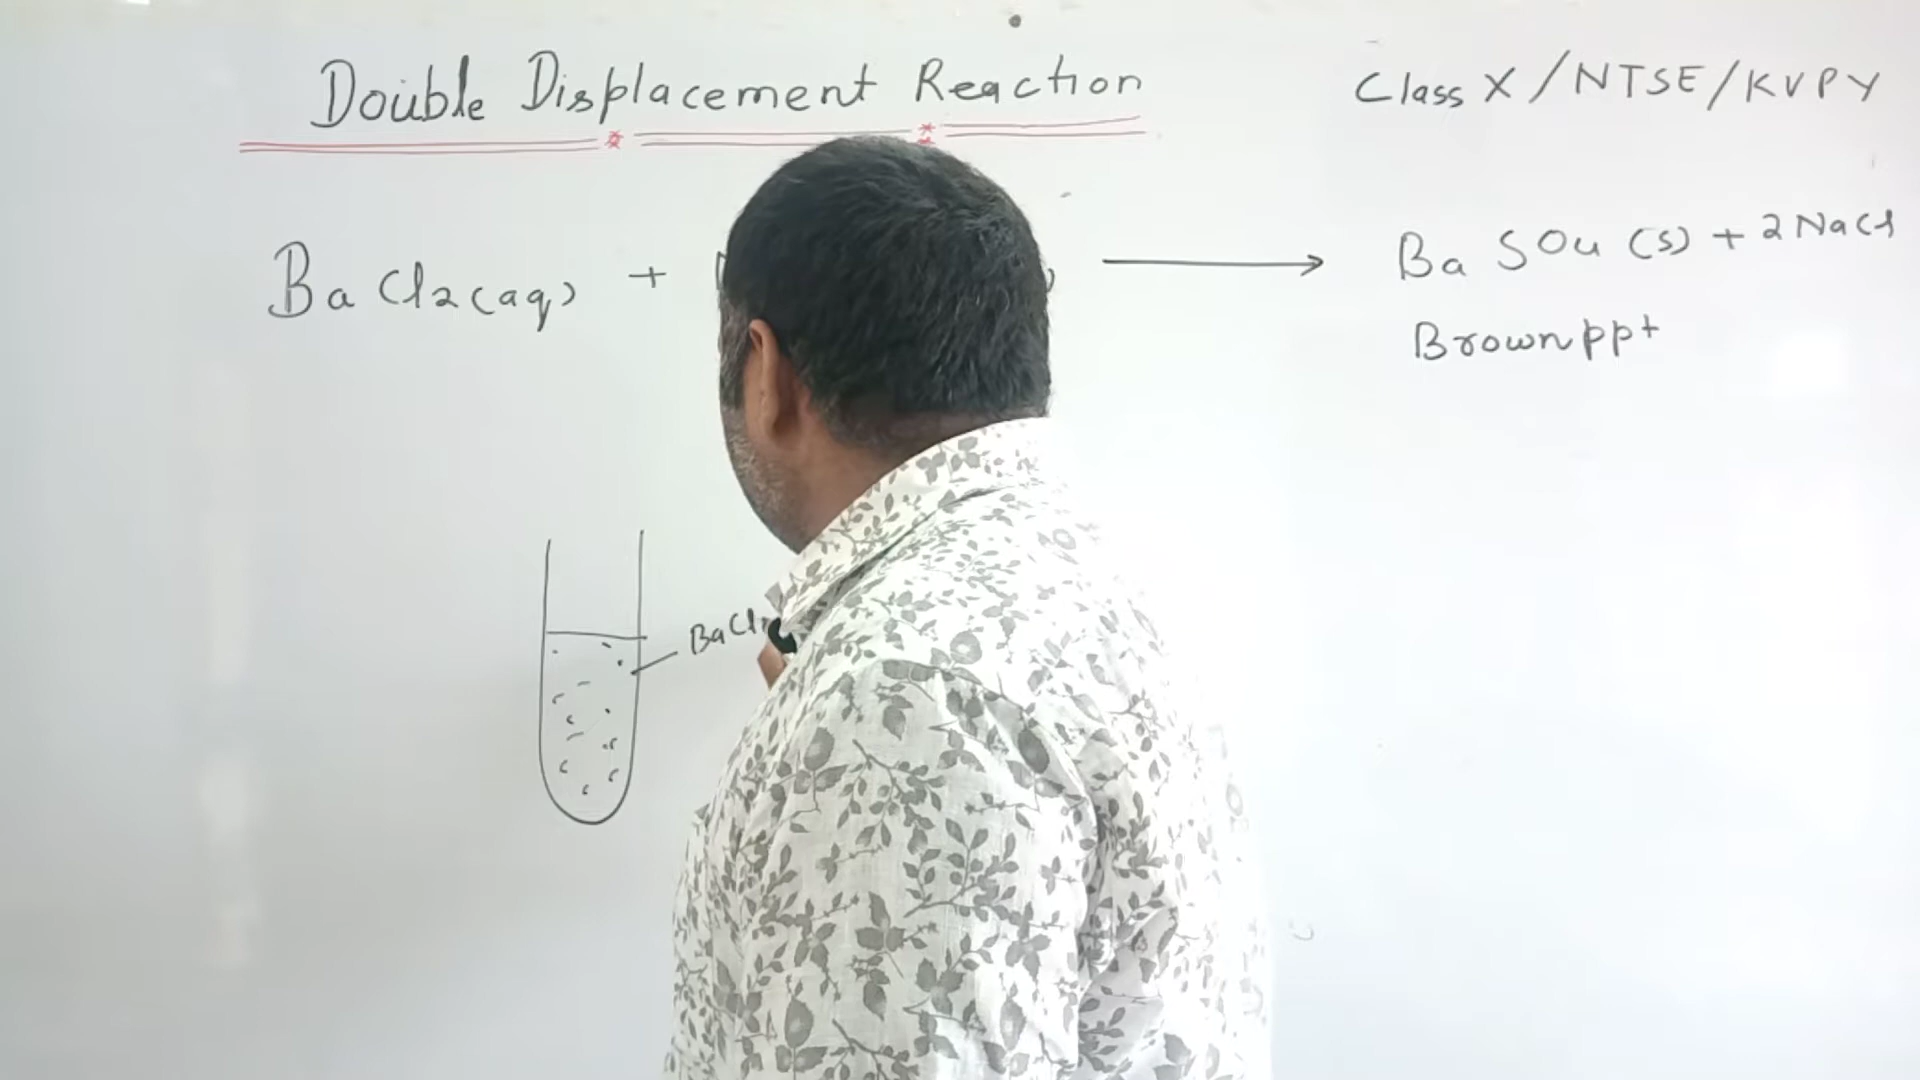 Double Displacement Reaction
Class X / NTSE / KVPY
BaCl2(aq) + → BaSO4(s) + 2NaCl
Brown ppt
BaCl